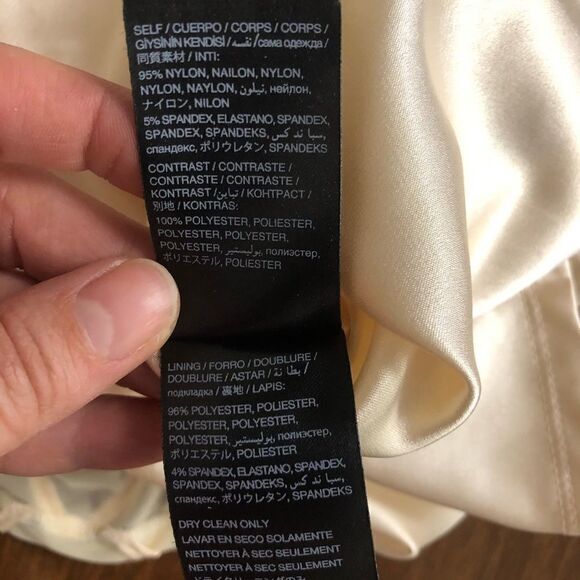 SELF / CUERPO / CORPS / CORPS /
GİYSİNİN KENDİSİ / نفسه / сама одежда /
同質素材 / INTI:
95% NYLON, NAILON, NYLON,
NYLON, NAYLON, نيلون, нейлон,
ナイロン, NILON
5% SPANDEX, ELASTANO, SPANDEX,
SPANDEX, SPANDEKS, سباندكس,
спандекс, ポリウレタン, SPANDEKS
CONTRAST / CONTRASTE /
CONTRASTE / CONTRASTE /
KONTRAST / تباين / КОНТРАСТ /
別地 / KONTRAS:
100% POLYESTER, POLIESTER,
POLYESTER, POLYESTER,
POLYESTER, بوليستير, полиэстер,
ポリエステル, POLIESTER
LINING / FORRO / DOUBLURE /
DOUBLURE / ASTAR / بطانة /
подкладка / 裏地 / LAPIS:
96% POLYESTER, POLIESTER,
POLYESTER, POLYESTER,
POLYESTER, بوليستير, полиэстер,
ポリエステル, POLIESTER
4% SPANDEX, ELASTANO, SPANDEX,
SPANDEX, SPANDEKS, سباندكس,
спандекс, ポリウレタン, SPANDEKS
DRY CLEAN ONLY
LAVAR EN SECO SOLAMENTE
NETTOYER À SEC SEULEMENT
NETTOYER À SEC SEULEMENT